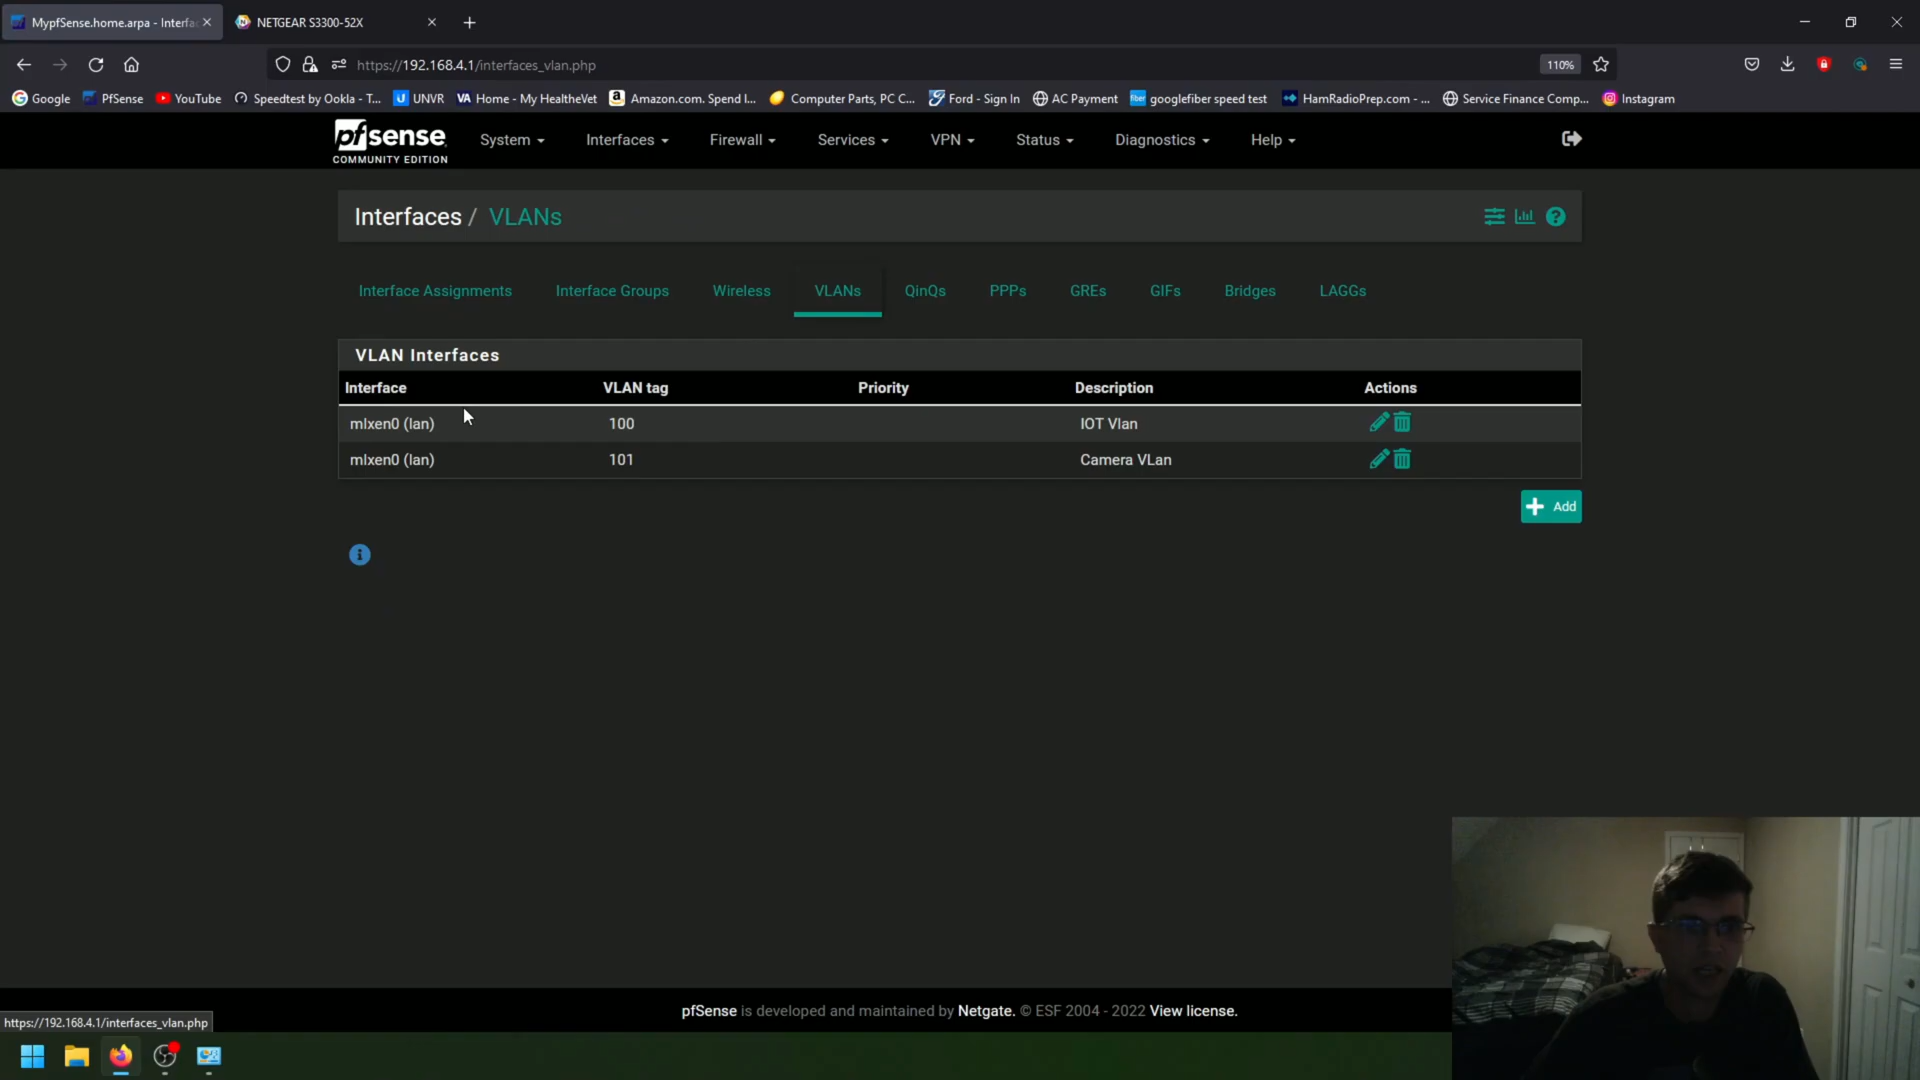 MypfSense.home.arpa - Interfa
NETGEAR S3300-52X
https://192.168.4.1/interfaces_vlan.php
110%
Google
PfSense
YouTube
Speedtest by Ookla - T...
UNVR
VA Home - My HealtheVet
Amazon.com. Spend l...
Computer Parts, PC C...
Ford - Sign In
AC Payment
fiber googlefiber speed test
HamRadioPrep.com - ...
Service Finance Comp...
Instagram
pfsense
COMMUNITY EDITION
System
Interfaces
Firewall
Services
VPN
Status
Diagnostics
Help
Interfaces / VLANs
Interface Assignments
Interface Groups
Wireless
VLANs
QinQs
PPPs
GREs
GIFs
Bridges
LAGGs
VLAN Interfaces
Interface VLAN tag Priority Description Actions
mlxen0 (lan) 100 IOT Vlan
mlxen0 (lan) 101 Camera VLan
+ Add
pfSense is developed and maintained by Netgate. © ESF 2004 - 2022 View license.
https://192.168.4.1/interfaces_vlan.php